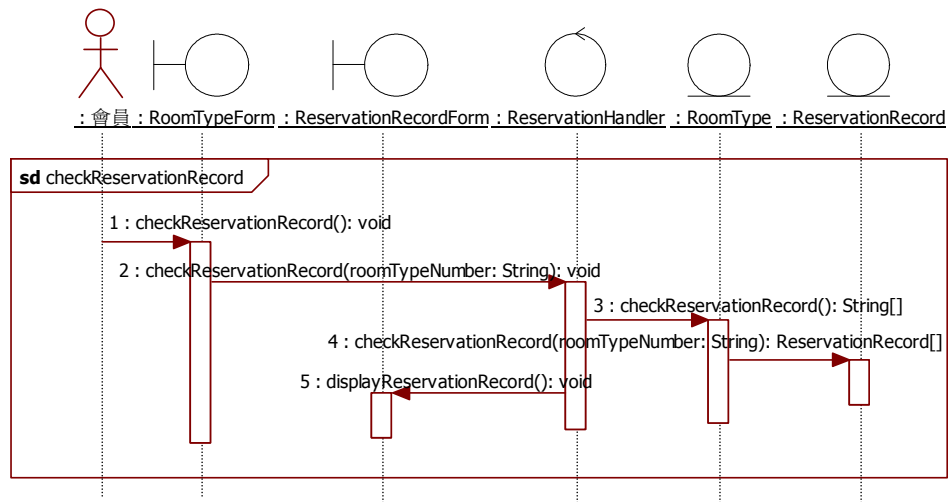 : 會員 : RoomTypeForm : ReservationRecordForm : ReservationHandler : RoomType : ReservationRecord
sd checkReservationRecord
1 : checkReservationRecord(): void
2 : checkReservationRecord(roomTypeNumber: String): void
3 : checkReservationRecord(): String[]
4 : checkReservationRecord(roomTypeNumber: String): ReservationRecord[]
5 : displayReservationRecord(): void